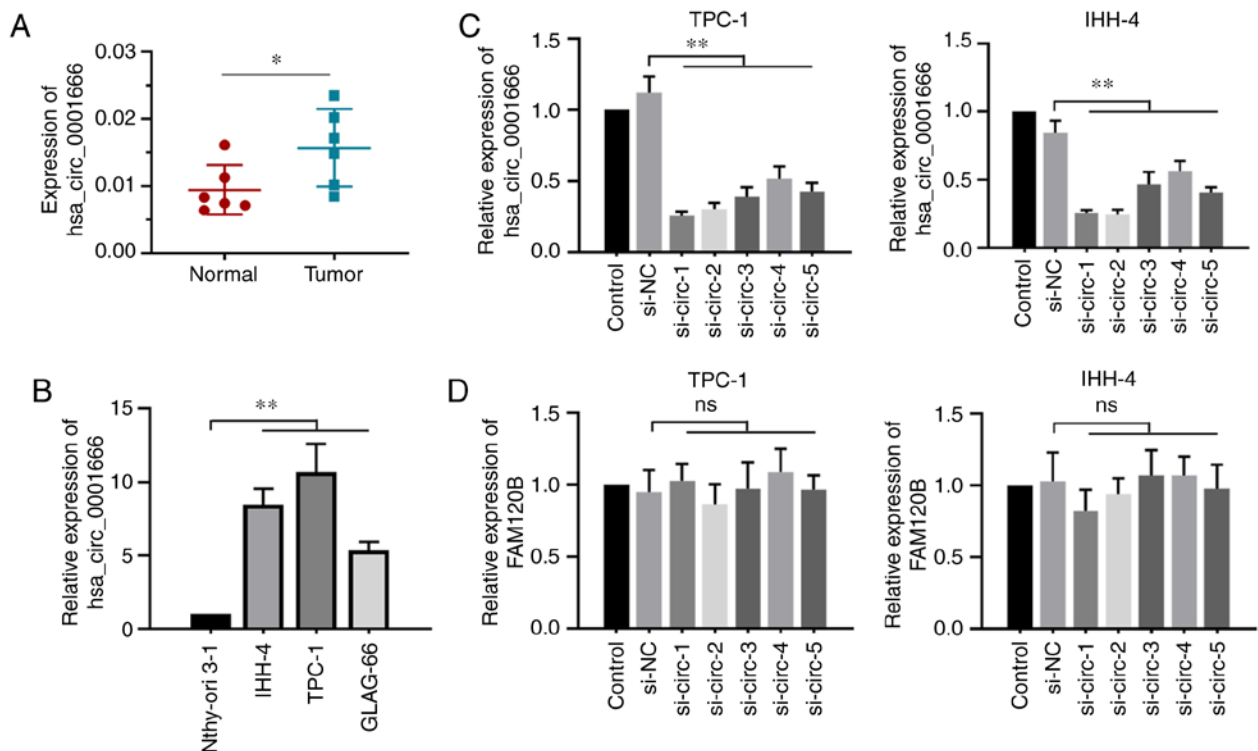 A
Expression of
hsa_circ_0001666
0.03
0.02
0.01
0.00
*
Normal
Tumor
B
Relative expression of
hsa_circ_0001666
15
10
5
0
**
Nthy-ori 3-1
IHH-4
TPC-1
GLAG-66
C
TPC-1
Relative expression of
hsa_circ_0001666
1.5
1.0
0.5
0.0
**
Control
si-NC
si-circ-1
si-circ-2
si-circ-3
si-circ-4
si-circ-5
IHH-4
Relative expression of
hsa_circ_0001666
1.5
1.0
0.5
0.0
**
Control
si-NC
si-circ-1
si-circ-2
si-circ-3
si-circ-4
si-circ-5
D
TPC-1
Relative expression of
FAM120B
1.5
1.0
0.5
0.0
ns
Control
si-NC
si-circ-1
si-circ-2
si-circ-3
si-circ-4
si-circ-5
IHH-4
Relative expression of
FAM120B
1.5
1.0
0.5
0.0
ns
Control
si-NC
si-circ-1
si-circ-2
si-circ-3
si-circ-4
si-circ-5